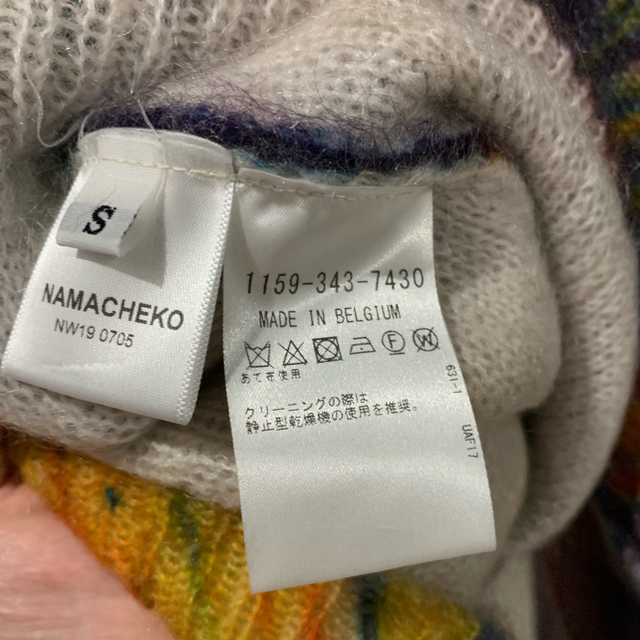 S
NAMACHEKO
NW19 0705
1159-343-7430
MADE IN BELGIUM
F W
あて布使用
クリーニングの際は
静止型乾燥機の使用を推奨。
631-1
UAF17